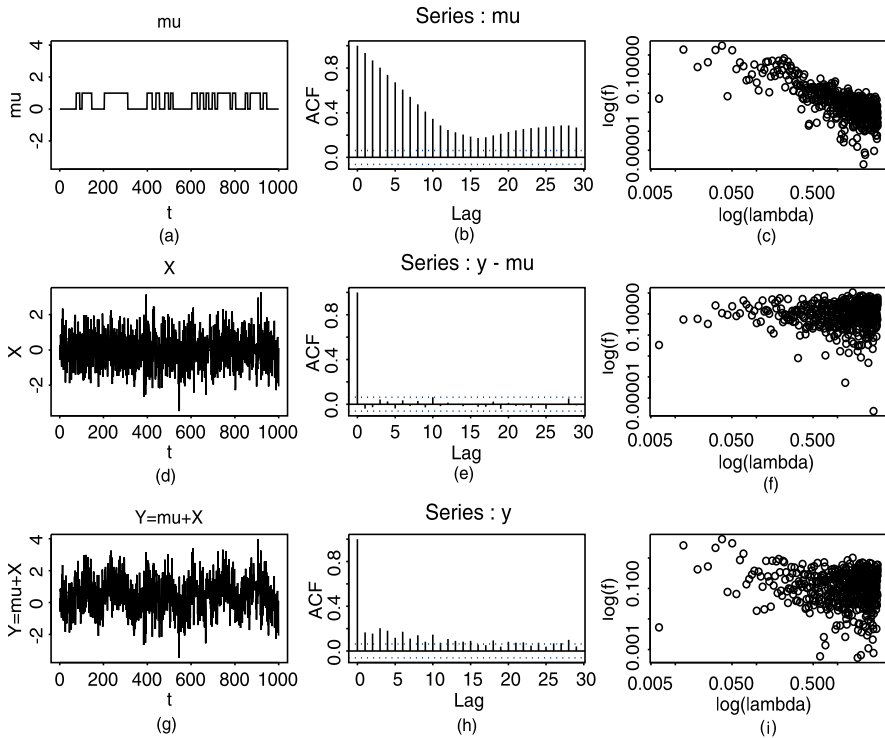 mu
mu
4
2
0
-2
0 200 400 600 800 1000
t
(a)
Series : mu
ACF
0.8
0.4
0.0
0 5 10 15 20 25 30
Lag
(b)
log(f)
0.10000
0.00001
0.005 0.050 0.500
log(lambda)
(c)
X
X
2
0
-2
0 200 400 600 800 1000
t
(d)
Series : y - mu
ACF
0.8
0.4
0.0
0 5 10 15 20 25 30
Lag
(e)
log(f)
0.10000
0.00001
0.005 0.050 0.500
log(lambda)
(f)
Y=mu+X
Y=mu+X
4
2
0
-2
0 200 400 600 800 1000
t
(g)
Series : y
ACF
0.8
0.4
0.0
0 5 10 15 20 25 30
Lag
(h)
log(f)
0.100
0.001
0.005 0.050 0.500
log(lambda)
(i)